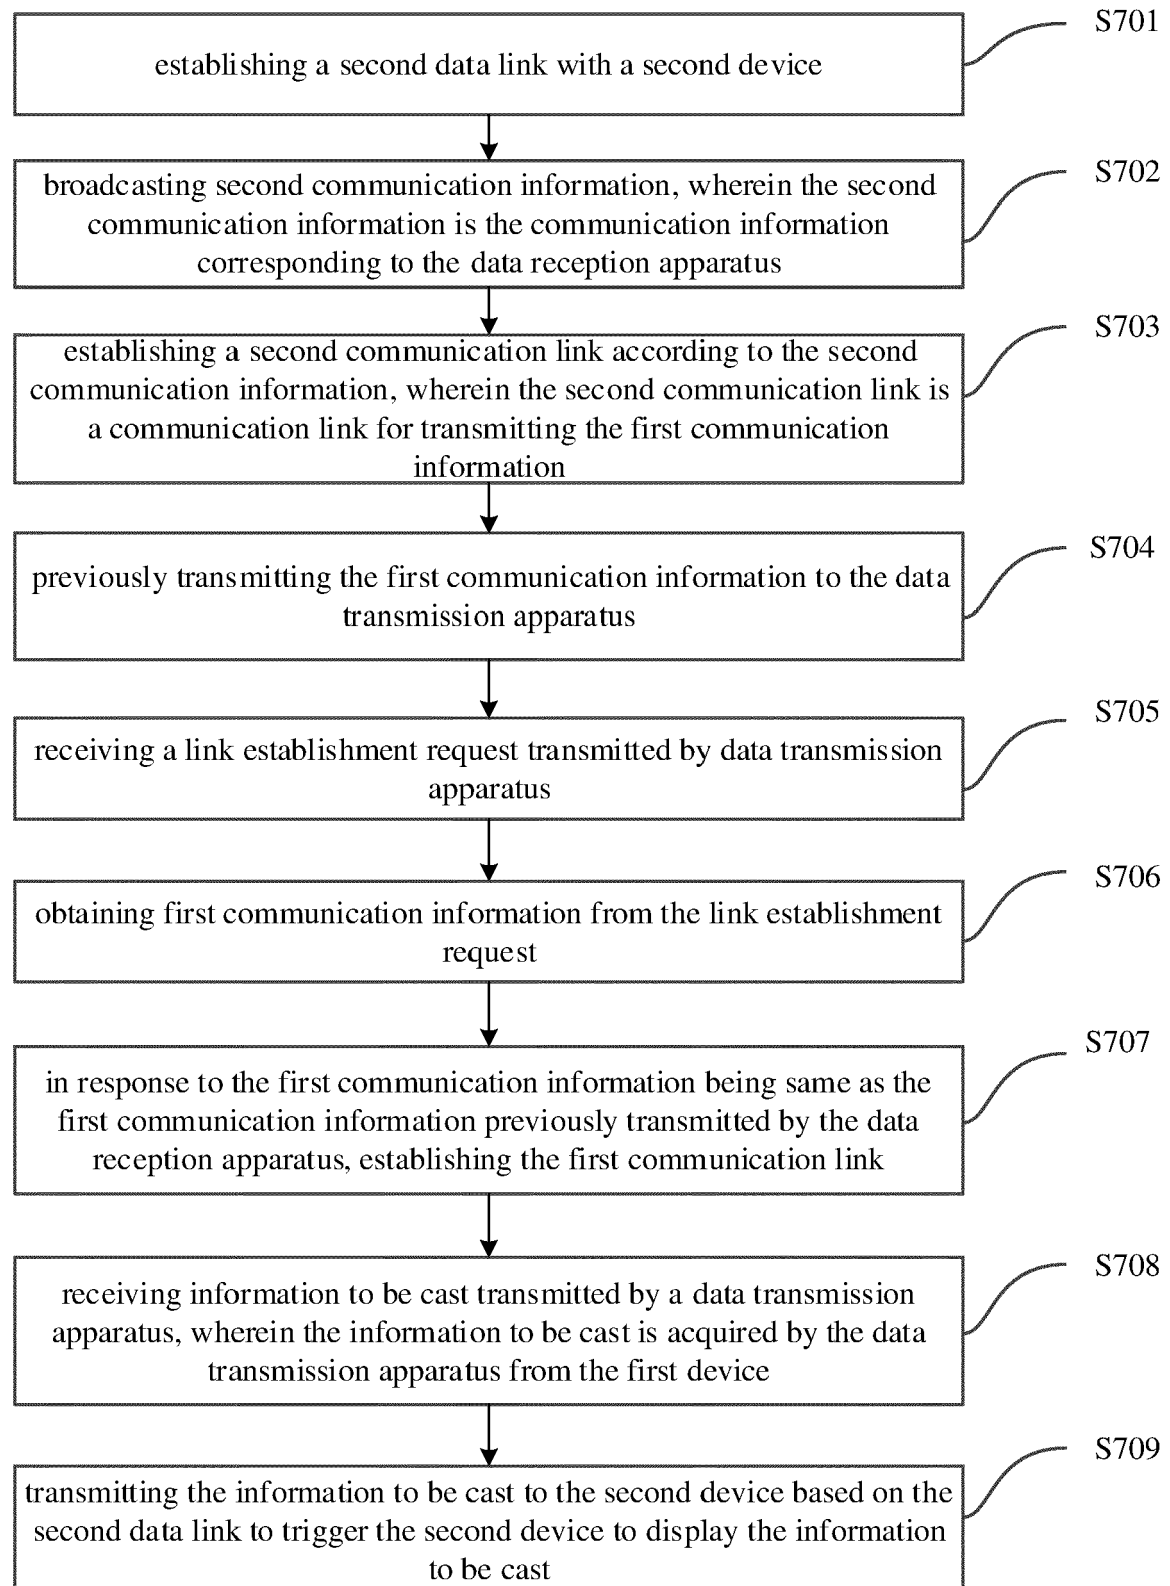 S701
establishing a second data link with a second device
S702
broadcasting second communication information, wherein the second
communication information is the communication information
corresponding to the data reception apparatus
S703
establishing a second communication link according to the second
communication information, wherein the second communication link is
a communication link for transmitting the first communication
information
S704
previously transmitting the first communication information to the data
transmission apparatus
S705
receiving a link establishment request transmitted by data transmission
apparatus
S706
obtaining first communication information from the link establishment
request
S707
in response to the first communication information being same as the
first communication information previously transmitted by the data
reception apparatus, establishing the first communication link
S708
receiving information to be cast transmitted by a data transmission
apparatus, wherein the information to be cast is acquired by the data
transmission apparatus from the first device
S709
transmitting the information to be cast to the second device based on the
second data link to trigger the second device to display the information
to be cast